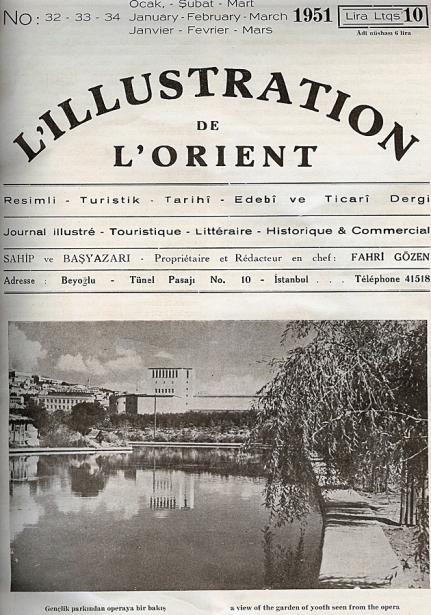 Ocak, - Şubat - Mart
No: 32 - 33 - 34 January - February - March 1951 Lira Ltqs 10
Janvier - Fevrier - Mars
Adi nüshası 6 lira
L'ILLUSTRATION
DE
L'ORIENT
Resimli - Turistik - Tarihî - Edebî ve Ticarî Dergi
Journal illustré - Touristique - Littéraire - Historique & Commercial
SAHİP ve BAŞYAZARI - Propriétaire et Rédacteur en chef: FAHRİ GÖZEN
Adresse : Beyoğlu - Tünel Pasajı No. 10 - İstanbul . . . Téléphone 41518
Gençlik parkından operaya bir bakış
a view of the garden of yooth seen from the opera